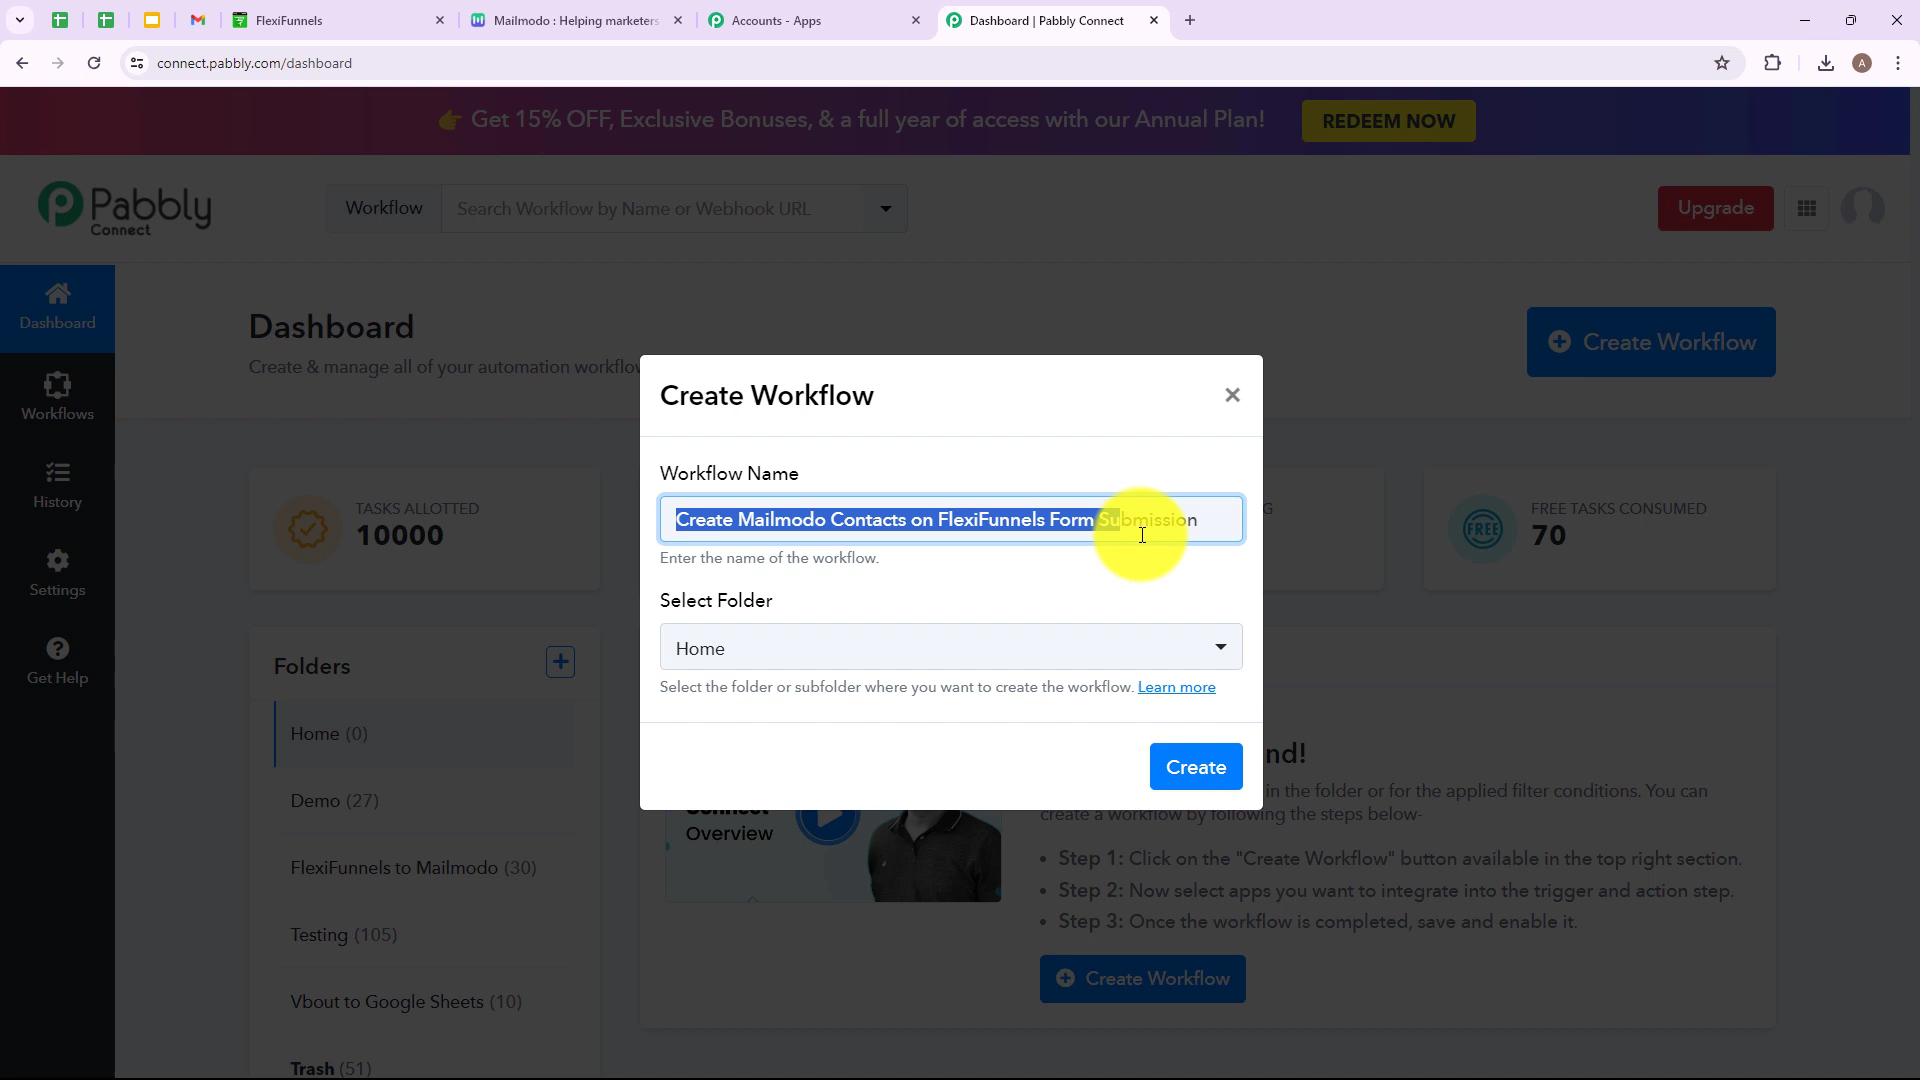 FlexiFunnels
Mailmodo : Helping marketers
Accounts - Apps
Dashboard | Pabbly Connect
connect.pabbly.com/dashboard
A
👉 Get 15% OFF, Exclusive Bonuses, & a full year of access with our Annual Plan!
REDEEM NOW
Pabbly
Connect
Workflow
Search Workflow by Name or Webhook URL
Upgrade
Dashboard
Workflows
History
Settings
Get Help
Dashboard
Create & manage all of your automation workflow
Create Workflow
TASKS ALLOTTED
10000
G
FREE
FREE TASKS CONSUMED
70
Create Workflow
Workflow Name
Create Mailmodo Contacts on FlexiFunnels Form Submission
Enter the name of the workflow.
Select Folder
Home
Select the folder or subfolder where you want to create the workflow. Learn more
Create
Folders
Home (0)
Demo (27)
FlexiFunnels to Mailmodo (30)
Testing (105)
Vbout to Google Sheets (10)
Trash (51)
Connect
Overview
nd!
in the folder or for the applied filter conditions. You can
create a workflow by following the steps below-
• Step 1: Click on the "Create Workflow" button available in the top right section.
• Step 2: Now select apps you want to integrate into the trigger and action step.
• Step 3: Once the workflow is completed, save and enable it.
Create Workflow